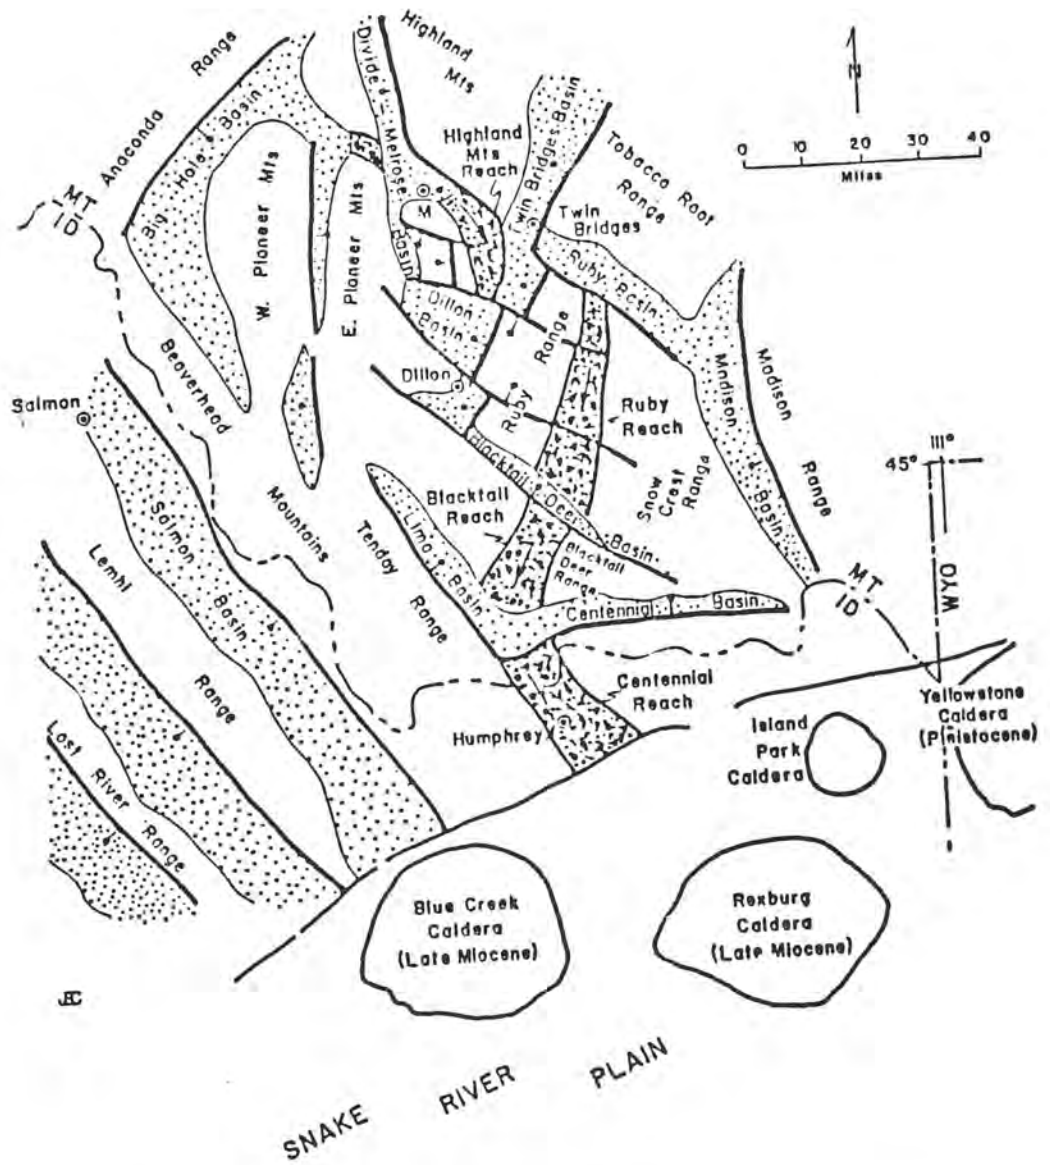 Anaconda Range
Divide - Melrose Basin
Highland Mts
N
0 10 20 30 40
Miles
MT
ID
Big Hole Basin
W. Pioneer Mts
E. Pioneer Mts
M
Highland
Mts
Reach
Twin Bridges Basin
Tobacco Root
Range
Twin
Bridges
Ruby Basin
Dillon
Basin
Dillon
Ruby Range
Ruby
Reach
Madison Basin
Madison Range
Snow
Crest
Range
Salmon
Beaverhead
Mountains
Salmon Basin
Lemhi
Range
Lost
River
Range
Blacktail
Reach
Blacktail Deer Basin
Blacktail
Deer
Range
Tenday
Range
Lima Basin
Centennial Basin
Centennial
Reach
Humphrey
MT
ID
111°
45°
WYO
Yellowstone
Caldera
(Plnistocene)
Island
Park
Caldera
Blue Creek
Caldera
(Late Miocene)
Rexburg
Caldera
(Late Miocene)
SNAKE RIVER PLAIN